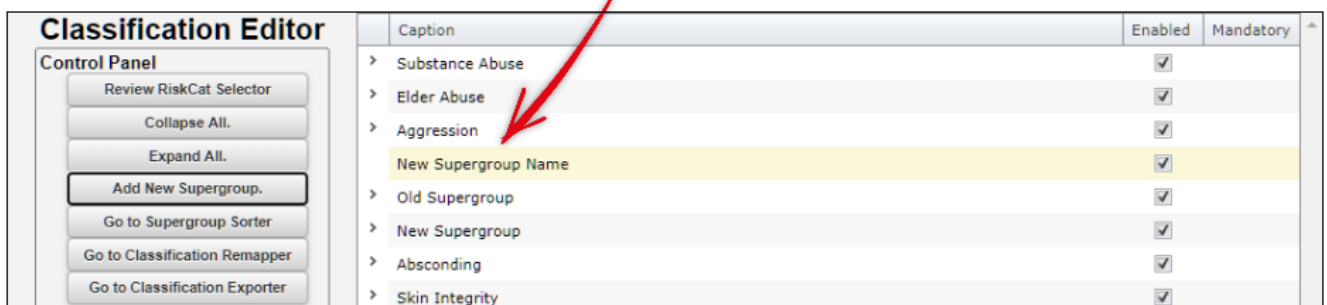 Classification Editor
Control Panel
Review RiskCat Selector
Collapse All.
Expand All.
Add New Supergroup.
Go to Supergroup Sorter
Go to Classification Remapper
Go to Classification Exporter
Caption Enabled Mandatory
Substance Abuse
Elder Abuse
Aggression
New Supergroup Name
Old Supergroup
New Supergroup
Absconding
Skin Integrity